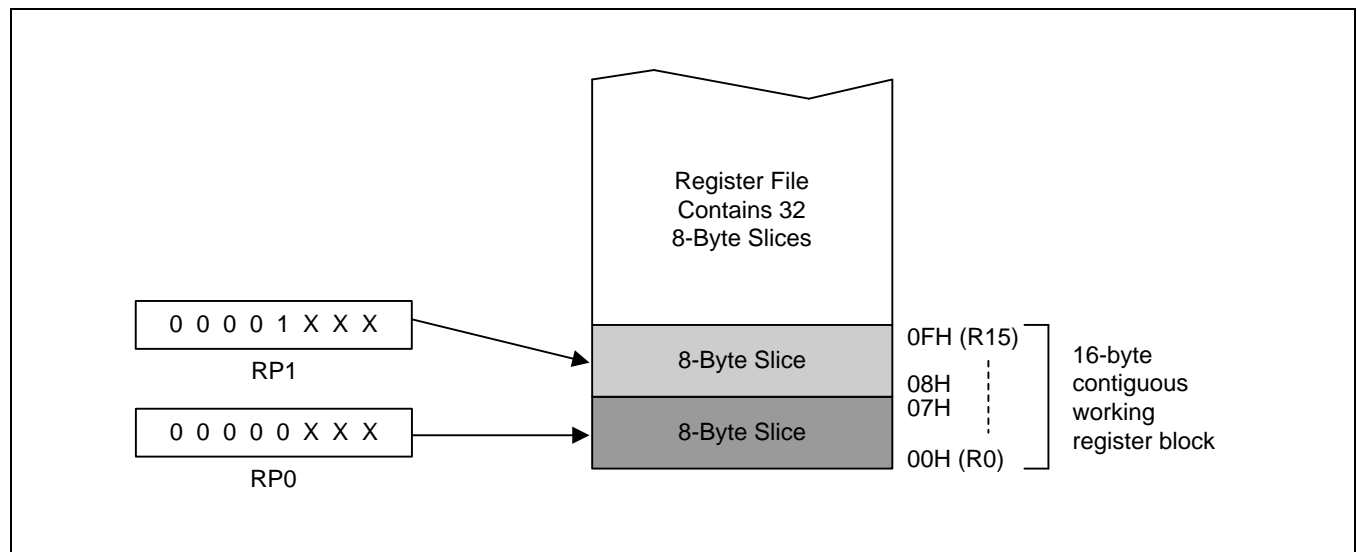 Register File
Contains 32
8-Byte Slices
0 0 0 0 1 X X X
RP1
8-Byte Slice
0FH (R15)
08H
07H
16-byte
contiguous
working
register block
0 0 0 0 0 X X X
RP0
8-Byte Slice
00H (R0)